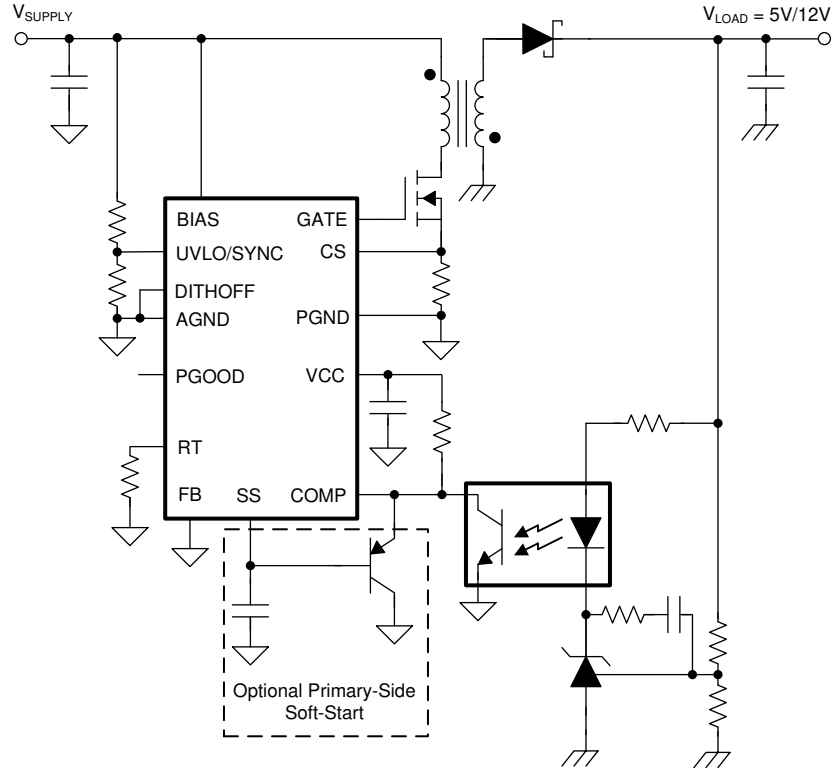 VSUPPLY
VLOAD = 5V/12V
BIAS
GATE
UVLO/SYNC
CS
DITHOFF
AGND
PGND
PGOOD
VCC
RT
FB
SS
COMP
Optional Primary-Side
Soft-Start